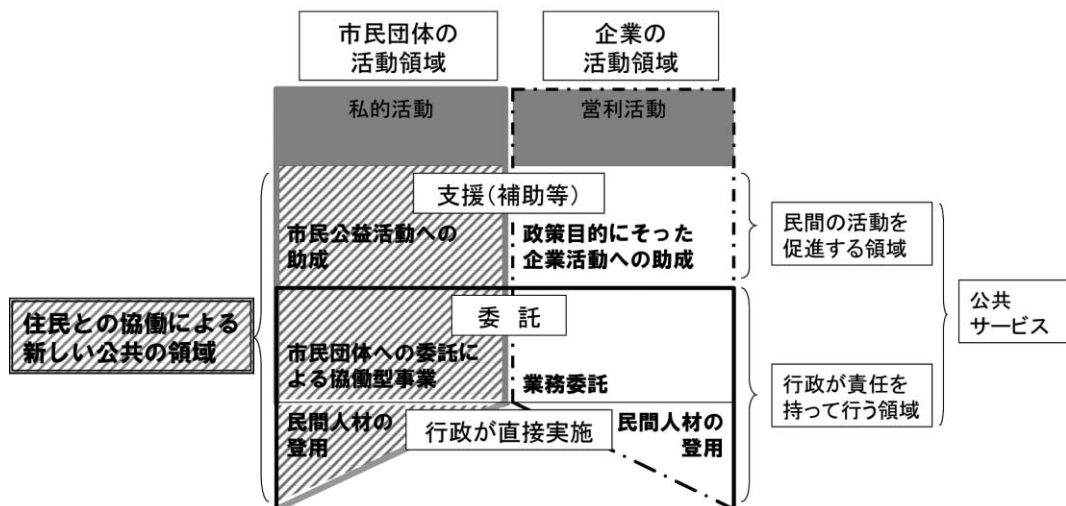 市民団体の
活動領域
企業の
活動領域
私的活動
営利活動
支援(補助等)
市民公益活動への
助成
政策目的にそった
企業活動への助成
民間の活動を
促進する領域
住民との協働による
新しい公共の領域
委 託
市民団体への委託に
よる協働型事業
業務委託
公共
サービス
行政が責任を
持って行う領域
民間人材の
登用
行政が直接実施
民間人材の
登用